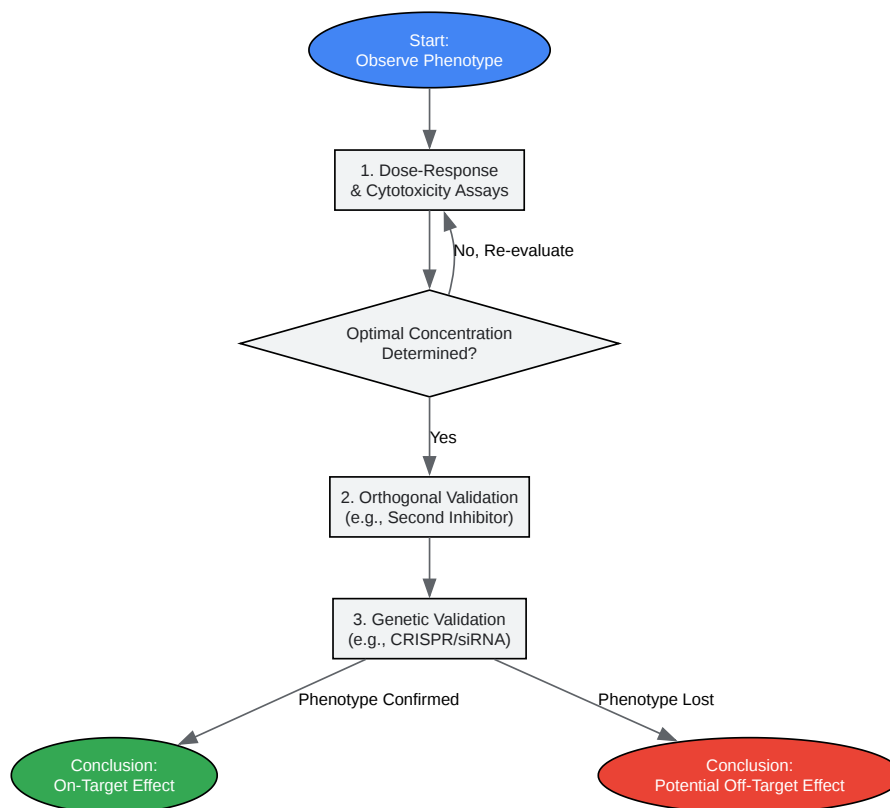 Start:
Observe Phenotype
1. Dose-Response
& Cytotoxicity Assays
No, Re-evaluate
Optimal Concentration
Determined?
Yes
2. Orthogonal Validation
(e.g., Second Inhibitor)
3. Genetic Validation
(e.g., CRISPR/siRNA)
Phenotype Confirmed
Phenotype Lost
Conclusion:
On-Target Effect
Conclusion:
Potential Off-Target Effect